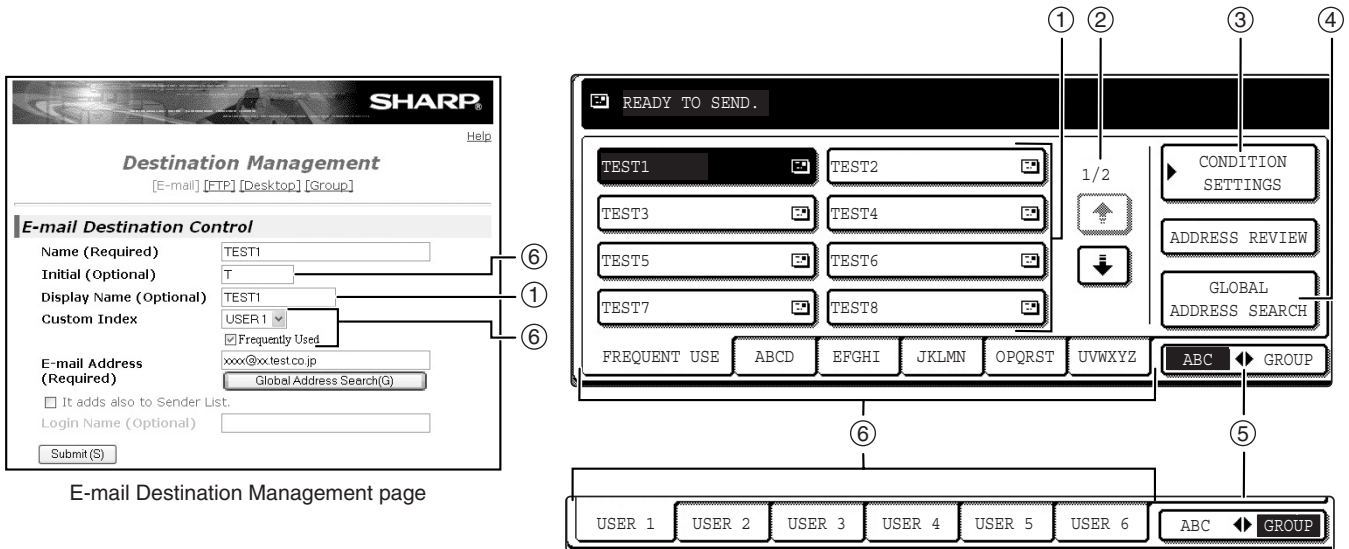 SHARP®
Help
Destination Management
[E-mail] [FTP] [Desktop] [Group]
E-mail Destination Control
Name (Required) TEST1
Initial (Optional) T
⑥
Display Name (Optional) TEST1
①
Custom Index USER 1
Frequently Used
⑥
E-mail Address
(Required)
xxxx@xx.test.co.jp
Global Address Search(G)
It adds also to Sender List.
Login Name (Optional)
Submit (S)
E-mail Destination Management page
① ② ③ ④
READY TO SEND.
TEST1 TEST2
TEST3 TEST4
TEST5 TEST6
TEST7 TEST8
1/2
CONDITION
SETTINGS
ADDRESS REVIEW
GLOBAL
ADDRESS SEARCH
FREQUENT USE ABCD EFGHI JKLMN OPQRST UVWXYZ ABC GROUP
⑥ ⑤
USER 1 USER 2 USER 3 USER 4 USER 5 USER 6 ABC GROUP